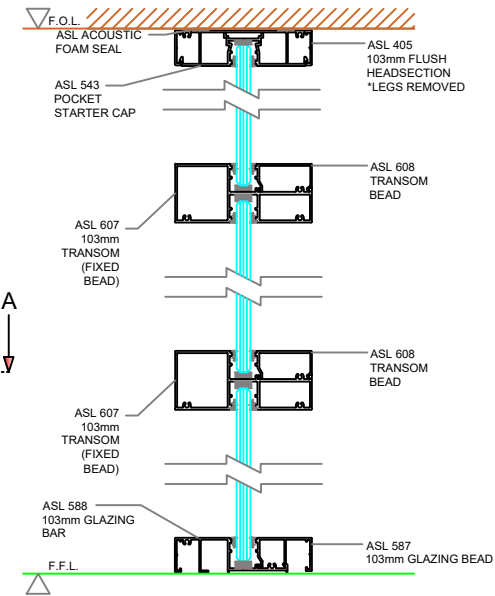 F.O.L.
ASL ACOUSTIC
FOAM SEAL
ASL 405
103mm FLUSH
HEADSECTION
*LEGS REMOVED
ASL 543
POCKET
STARTER CAP
ASL 608
TRANSOM
BEAD
ASL 607
103mm
TRANSOM
(FIXED
BEAD)
A
ASL 608
TRANSOM
BEAD
ASL 607
103mm
TRANSOM
(FIXED
BEAD)
ASL 588
103mm GLAZING
BAR
ASL 587
103mm GLAZING BEAD
F.F.L.